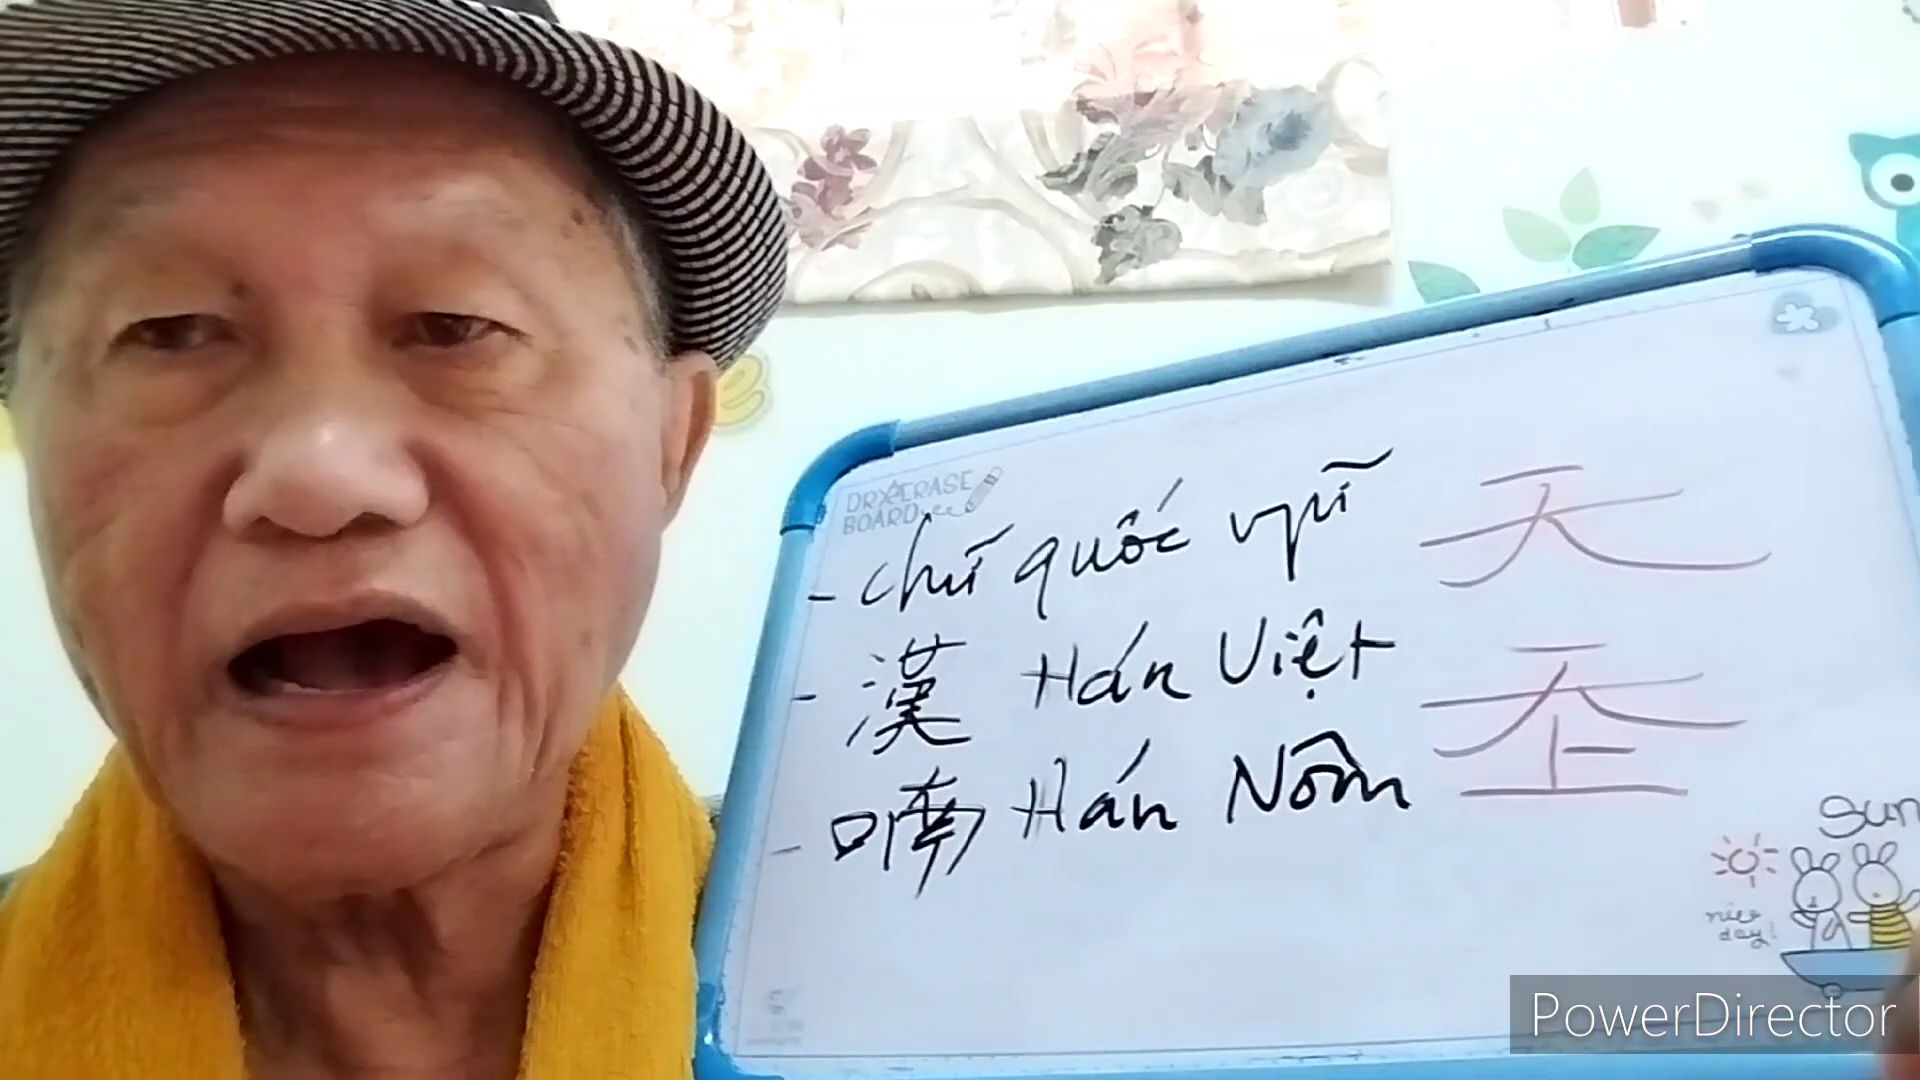 DRY ERASE
BOARD
- chữ quốc ngữ 天
- 漢 Hán Việt
- 喃 Hán Nôm
Sun
nice
day!
PowerDirector